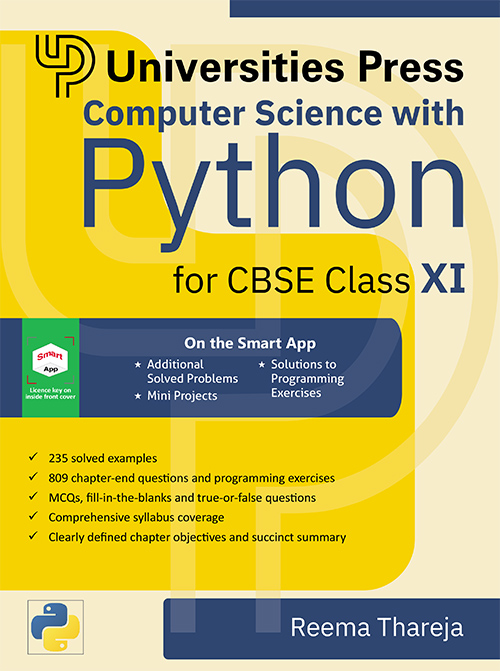 Universities Press
Computer Science with
Python
for CBSE Class XI
Smart
App
Licence key on
inside front cover
On the Smart App
★ Additional
Solved Problems
★ Mini Projects
★ Solutions to
Programming
Exercises
✓ 235 solved examples
✓ 809 chapter-end questions and programming exercises
✓ MCQs, fill-in-the-blanks and true-or-false questions
✓ Comprehensive syllabus coverage
✓ Clearly defined chapter objectives and succinct summary
Reema Thareja